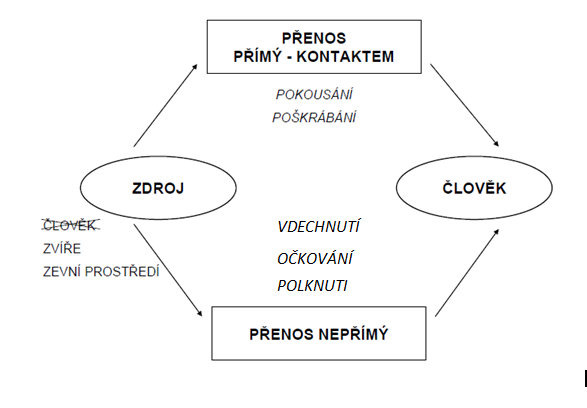 PŘENOS
PŘÍMÝ - KONTAKTEM
POKOUSÁNÍ
POŠKRÁBÁNÍ
ZDROJ
ČLOVĚK
ČLOVĚK
ZVÍŘE
ZEVNÍ PROSTŘEDÍ
VDECHNUTÍ
OČKOVÁNÍ
POLKNUTI
PŘENOS NEPŘÍMÝ